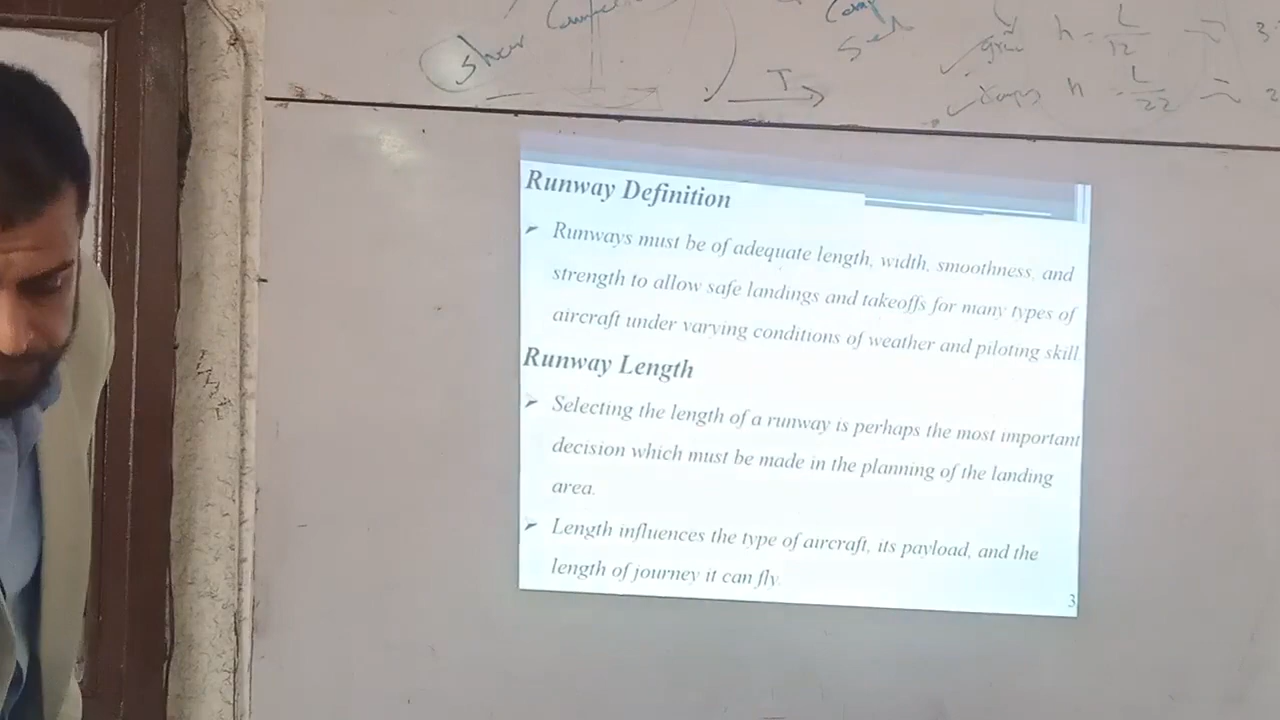 Shear
Com
T
h = L/12
h = L/22
Runway Definition
Runways must be of adequate length, width, smoothness, and
strength to allow safe landings and takeoffs for many types of
aircraft under varying conditions of weather and piloting skill.
Runway Length
Selecting the length of a runway is perhaps the most important
decision which must be made in the planning of the landing
area.
Length influences the type of aircraft, its payload, and the
length of journey it can fly.
3